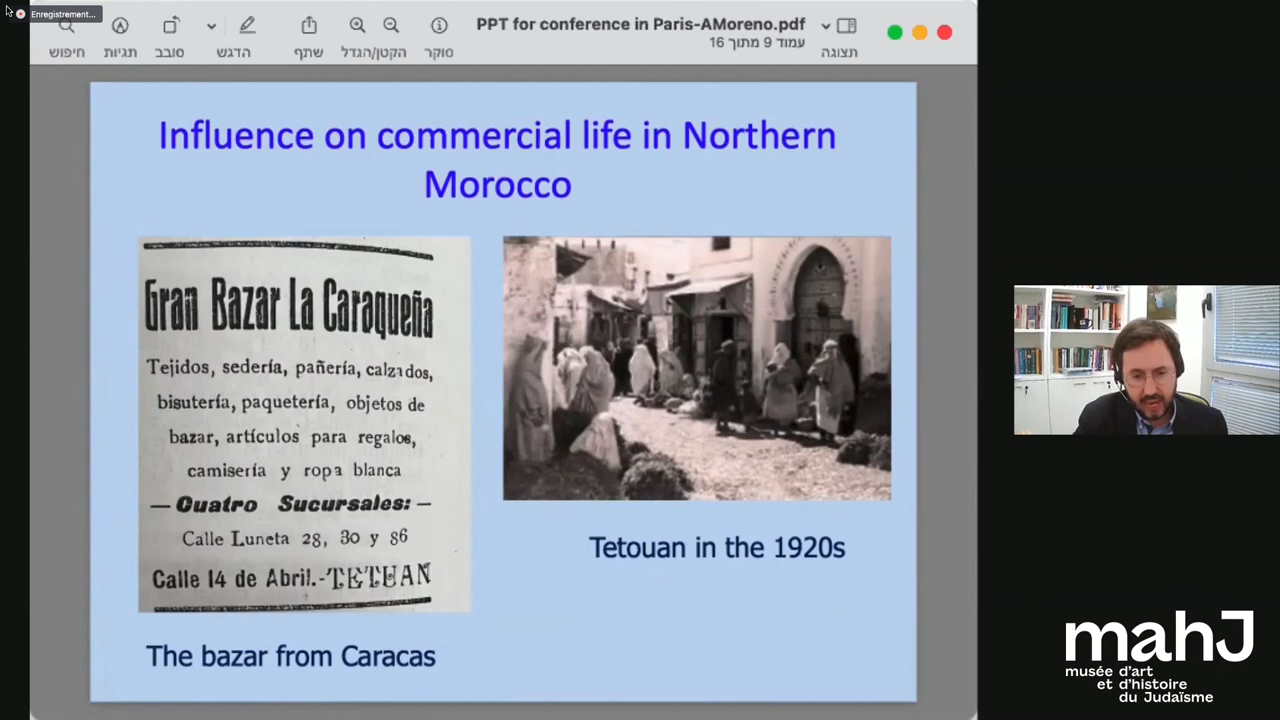 Enregistrement...
PPT for conference in Paris-AMoreno.pdf
עמוד 9 מתוך 16
חיפוש
תגיות
סובב
הדגש
שתף
הקטן/הגדל
סוקר
תצוגה
Influence on commercial life in Northern
Morocco
Gran Bazar La Caraqueña
Tejidos, sedería, pañería, calzados,
bisutería, paquetería, objetos de
bazar, artículos para regalos,
camisería y ropa blanca
— Cuatro Sucursales: —
Calle Luneta 28, 30 y 86
Calle 14 de Abril.-TETUAN
The bazar from Caracas
Tetouan in the 1920s
mahJ
musée d'art
et d'histoire
du Judaïsme